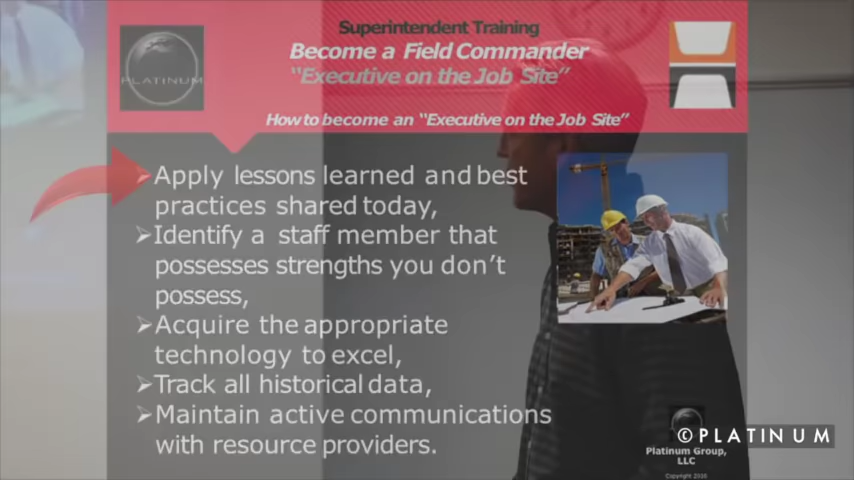 Superintendent Training
Become a Field Commander
"Executive on the Job Site"
How to become an "Executive on the Job Site"
PLATINUM
➢Apply lessons learned and best
practices shared today,
➢Identify a staff member that
possesses strengths you don't
possess,
➢Acquire the appropriate
technology to excel,
➢Track all historical data,
➢Maintain active communications
with resource providers.
©PLATINUM
Platinum Group,
LLC
Copyright